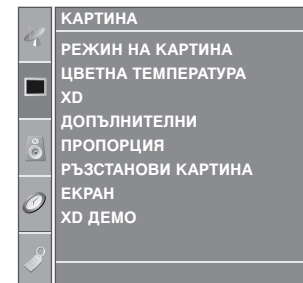 КАРТИНА
РЕЖИН НА КАРТИНА
ЦВЕТНА ТЕМПЕРАТУРА
XD
ДОПЪЛНИТЕЛНИ
ПРОПОРЦИЯ
РЪЗСТАНОВИ КАРТИНА
ЕКРАН
XD ДЕМО